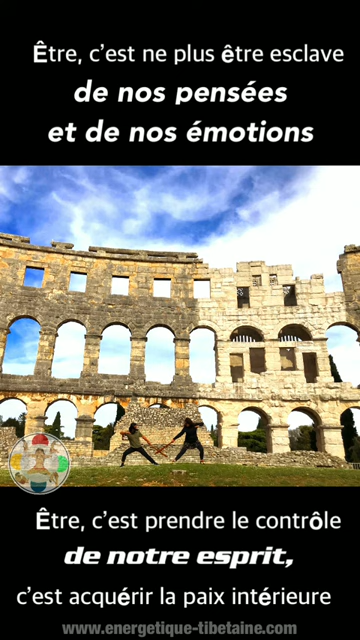 Être, c'est ne plus être esclave
de nos pensées
et de nos émotions
Être, c'est prendre le contrôle
de notre esprit,
c'est acquérir la paix intérieure
www.energetique-tibetaine.com